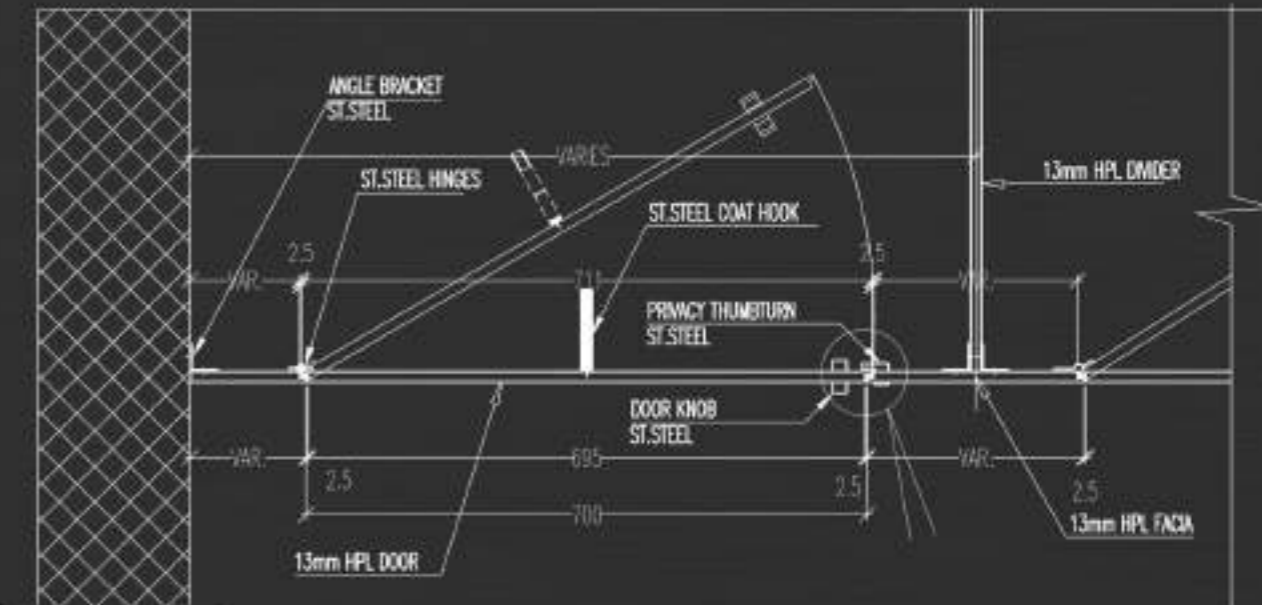 ANGLE BRACKET
ST.STEEL
VARIES
13mm HPL DIVIDER
ST.STEEL HINGES
ST.STEEL COAT HOOK
2.5
2.5
VAR.
711
VAR.
PRIVACY THUMBTURN
ST.STEEL
DOOR KNOB
ST.STEEL
VAR.
695
VAR.
2.5
2.5
2.5
700
13mm HPL FACIA
13mm HPL DOOR